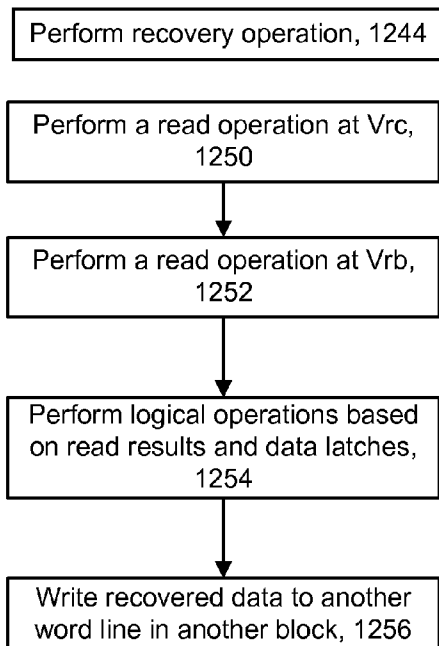 Perform recovery operation, 1244
Perform a read operation at Vrc,
1250
Perform a read operation at Vrb,
1252
Perform logical operations based
on read results and data latches,
1254
Write recovered data to another
word line in another block, 1256